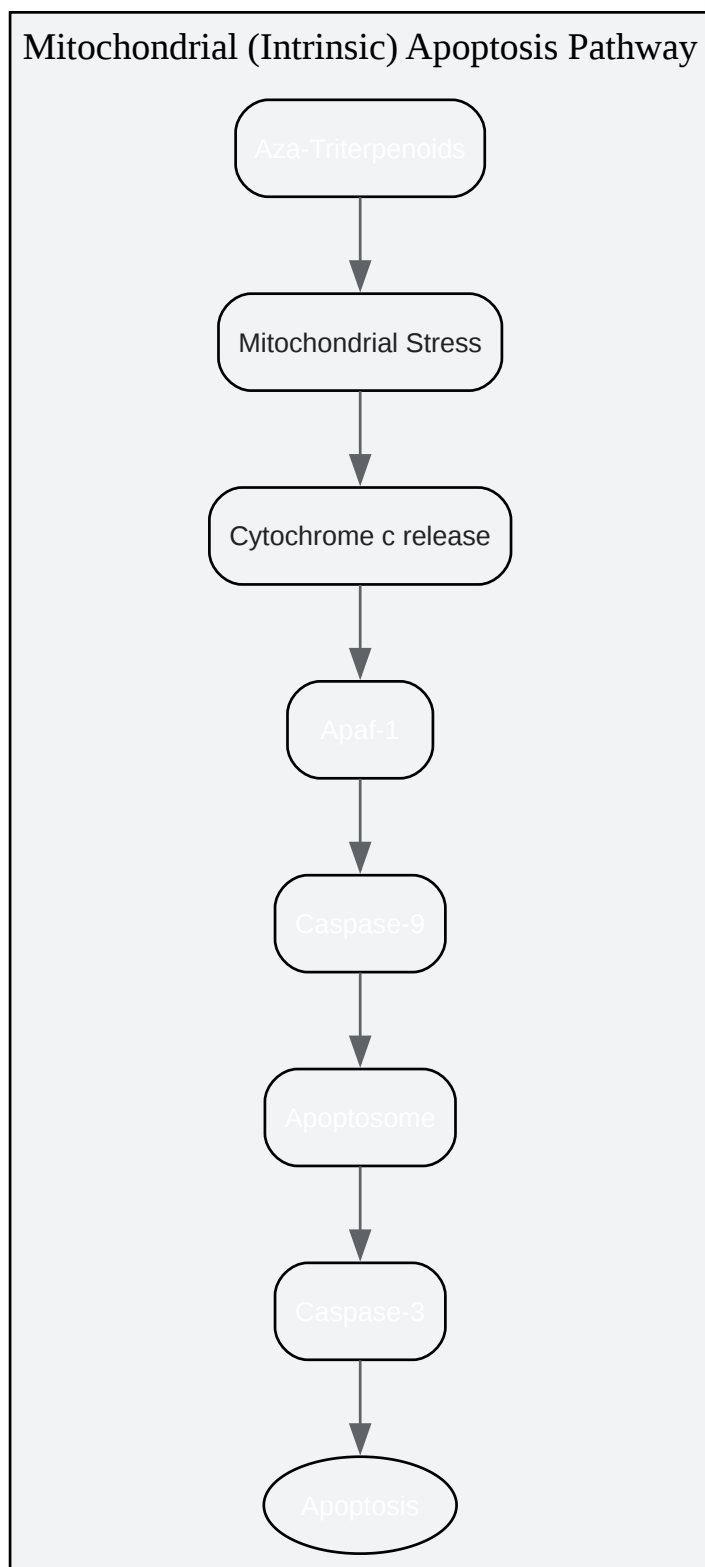 Mitochondrial (Intrinsic) Apoptosis Pathway
Aza-Triterpenoids
Mitochondrial Stress
Cytochrome c release
Apaf-1
Caspase-9
Apoptosome
Caspase-3
Apoptosis